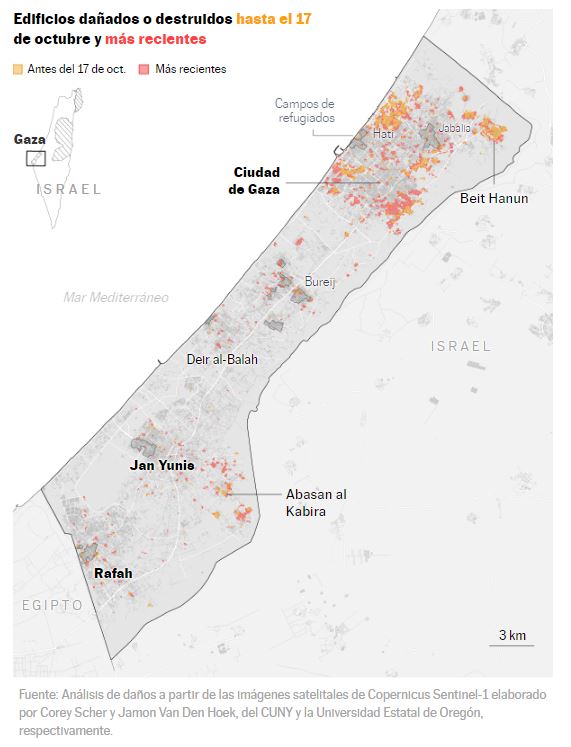 Edificios dañados o destruidos hasta el 17
de octubre y más recientes
Antes del 17 de oct.
Más recientes
Gaza
ISRAEL
Campos de
refugiados
Hati
Jabalia
Ciudad
de Gaza
Beit Hanun
Mar Mediterráneo
Bureij
ISRAEL
Deir al-Balah
Jan Yunis
Abasan al
Kabira
Rafah
EGIPTO
3 km
Fuente: Análisis de daños a partir de las imágenes satelitales de Copernicus Sentinel-1 elaborado
por Corey Scher y Jamon Van Den Hoek, del CUNY y la Universidad Estatal de Oregón,
respectivamente.